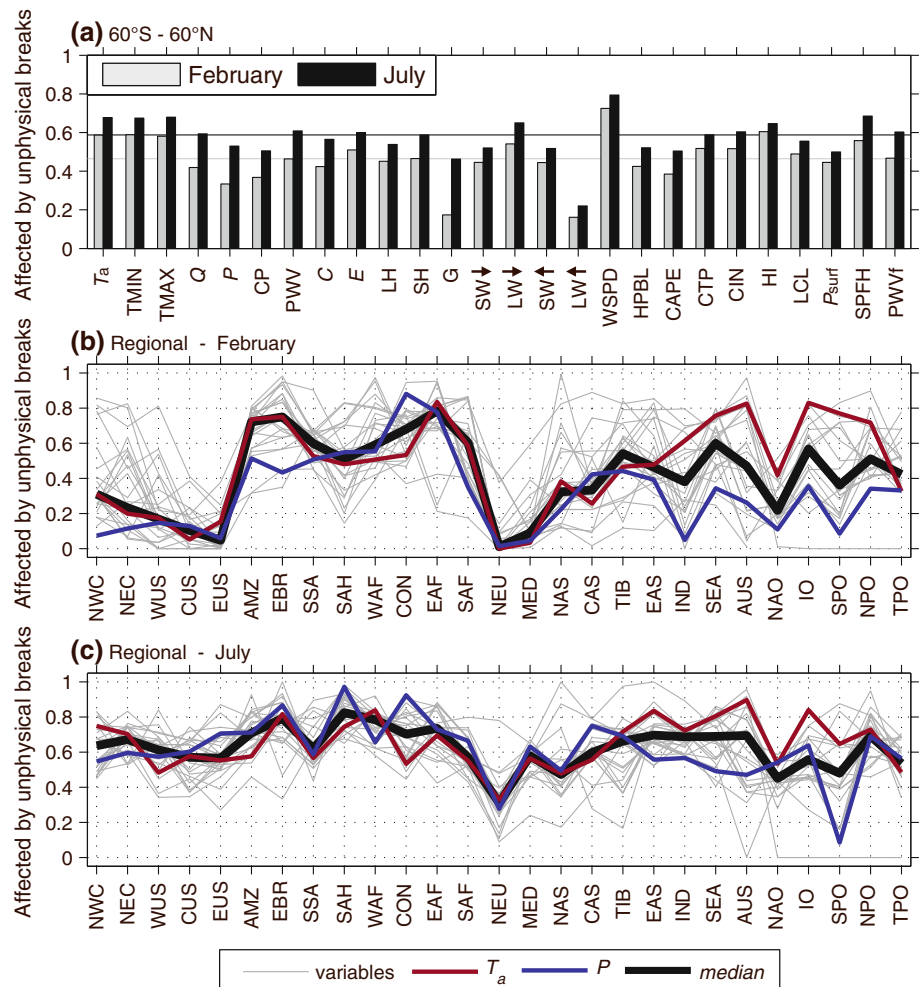 (a) 60°S - 60°N
Affected by unphysical breaks
1
0.8
0.6
0.4
0.2
0
February July
Ta TMIN TMAX Q P CP PWV C E LH SH G SW↓ LW↓ SW↑ LW↑ WSPD HPBL CAPE CTP CIN HI LCL Psurf SPFH PWVf
(b) Regional - February
Affected by unphysical breaks
1
0.8
0.6
0.4
0.2
0
NWC NEC WUS CUS EUS AMZ EBR SSA SAH WAF CON EAF SAF NEU MED NAS CAS TIB EAS IND SEA AUS NAO IO SPO NPO TPO
(c) Regional - July
Affected by unphysical breaks
1
0.8
0.6
0.4
0.2
0
NWC NEC WUS CUS EUS AMZ EBR SSA SAH WAF CON EAF SAF NEU MED NAS CAS TIB EAS IND SEA AUS NAO IO SPO NPO TPO
variables Ta P median